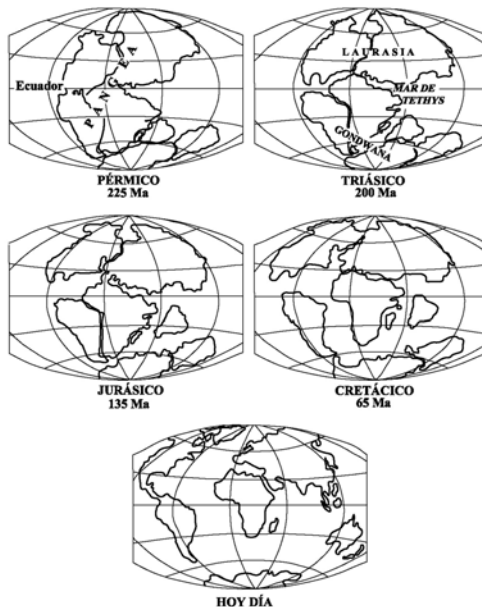 Ecuador
PANGEA
PÉRMICO
225 Ma
LAURASIA
MAR DE
TETHYS
GONDWANA
TRIÁSICO
200 Ma
JURÁSICO
135 Ma
CRETÁCICO
65 Ma
HOY DÍA